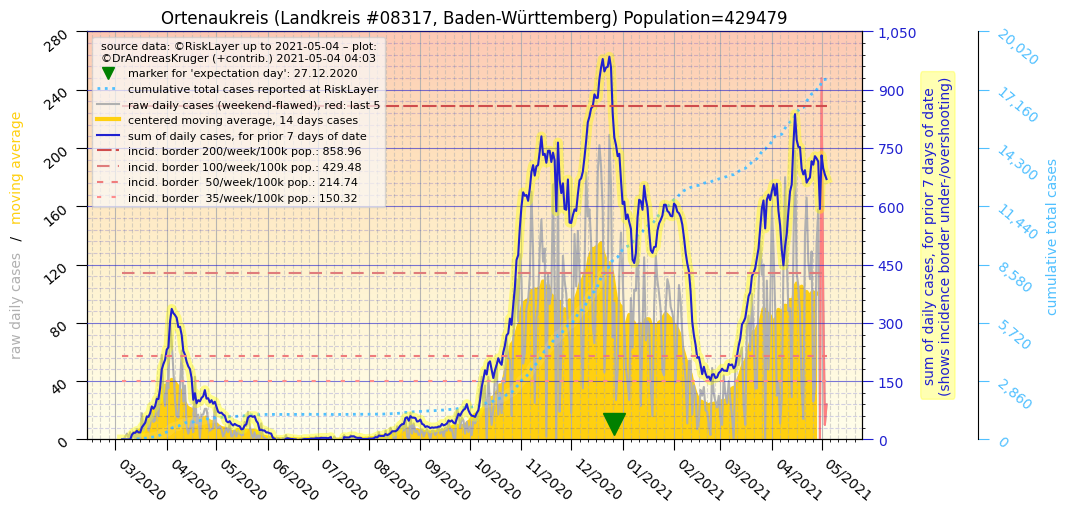 Ortenaukreis (Landkreis #08317, Baden-Württemberg) Population=429479
source data: ©RiskLayer up to 2021-05-04 – plot:
©DrAndreasKruger (+contrib.) 2021-05-04 04:03
marker for 'expectation day': 27.12.2020
cumulative total cases reported at RiskLayer
raw daily cases (weekend-flawed), red: last 5
centered moving average, 14 days cases
sum of daily cases, for prior 7 days of date
incid. border 200/week/100k pop.: 858.96
incid. border 100/week/100k pop.: 429.48
incid. border  50/week/100k pop.: 214.74
incid. border  35/week/100k pop.: 150.32
raw daily cases / moving average
280
240
200
160
120
80
40
0
03/2020
04/2020
05/2020
06/2020
07/2020
08/2020
09/2020
10/2020
11/2020
12/2020
01/2021
02/2021
03/2021
04/2021
05/2021
1,050
900
750
600
450
300
150
0
sum of daily cases, for prior 7 days of date
(shows incidence border under-/overshooting)
20,020
17,160
14,300
11,440
8,580
5,720
2,860
0
cumulative total cases